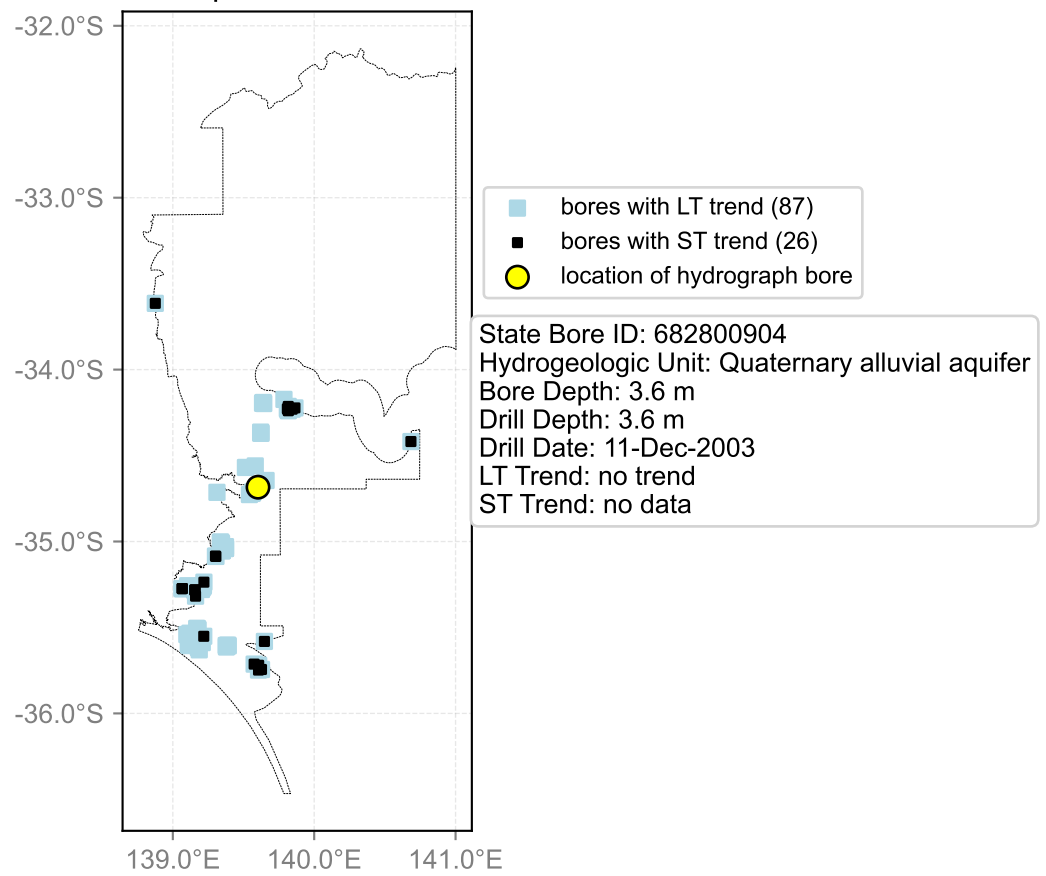 -32.0°S
-33.0°S
-34.0°S
-35.0°S
-36.0°S
139.0°E 140.0°E 141.0°E
bores with LT trend (87)
bores with ST trend (26)
location of hydrograph bore
State Bore ID: 682800904
Hydrogeologic Unit: Quaternary alluvial aquifer
Bore Depth: 3.6 m
Drill Depth: 3.6 m
Drill Date: 11-Dec-2003
LT Trend: no trend
ST Trend: no data